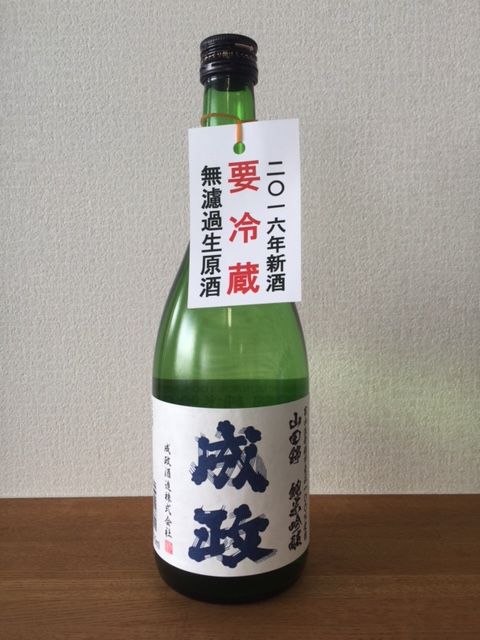 二〇一六年新酒
要冷蔵
無濾過生原酒
山田錦 純米吟醸
成政
成政酒造株式会社